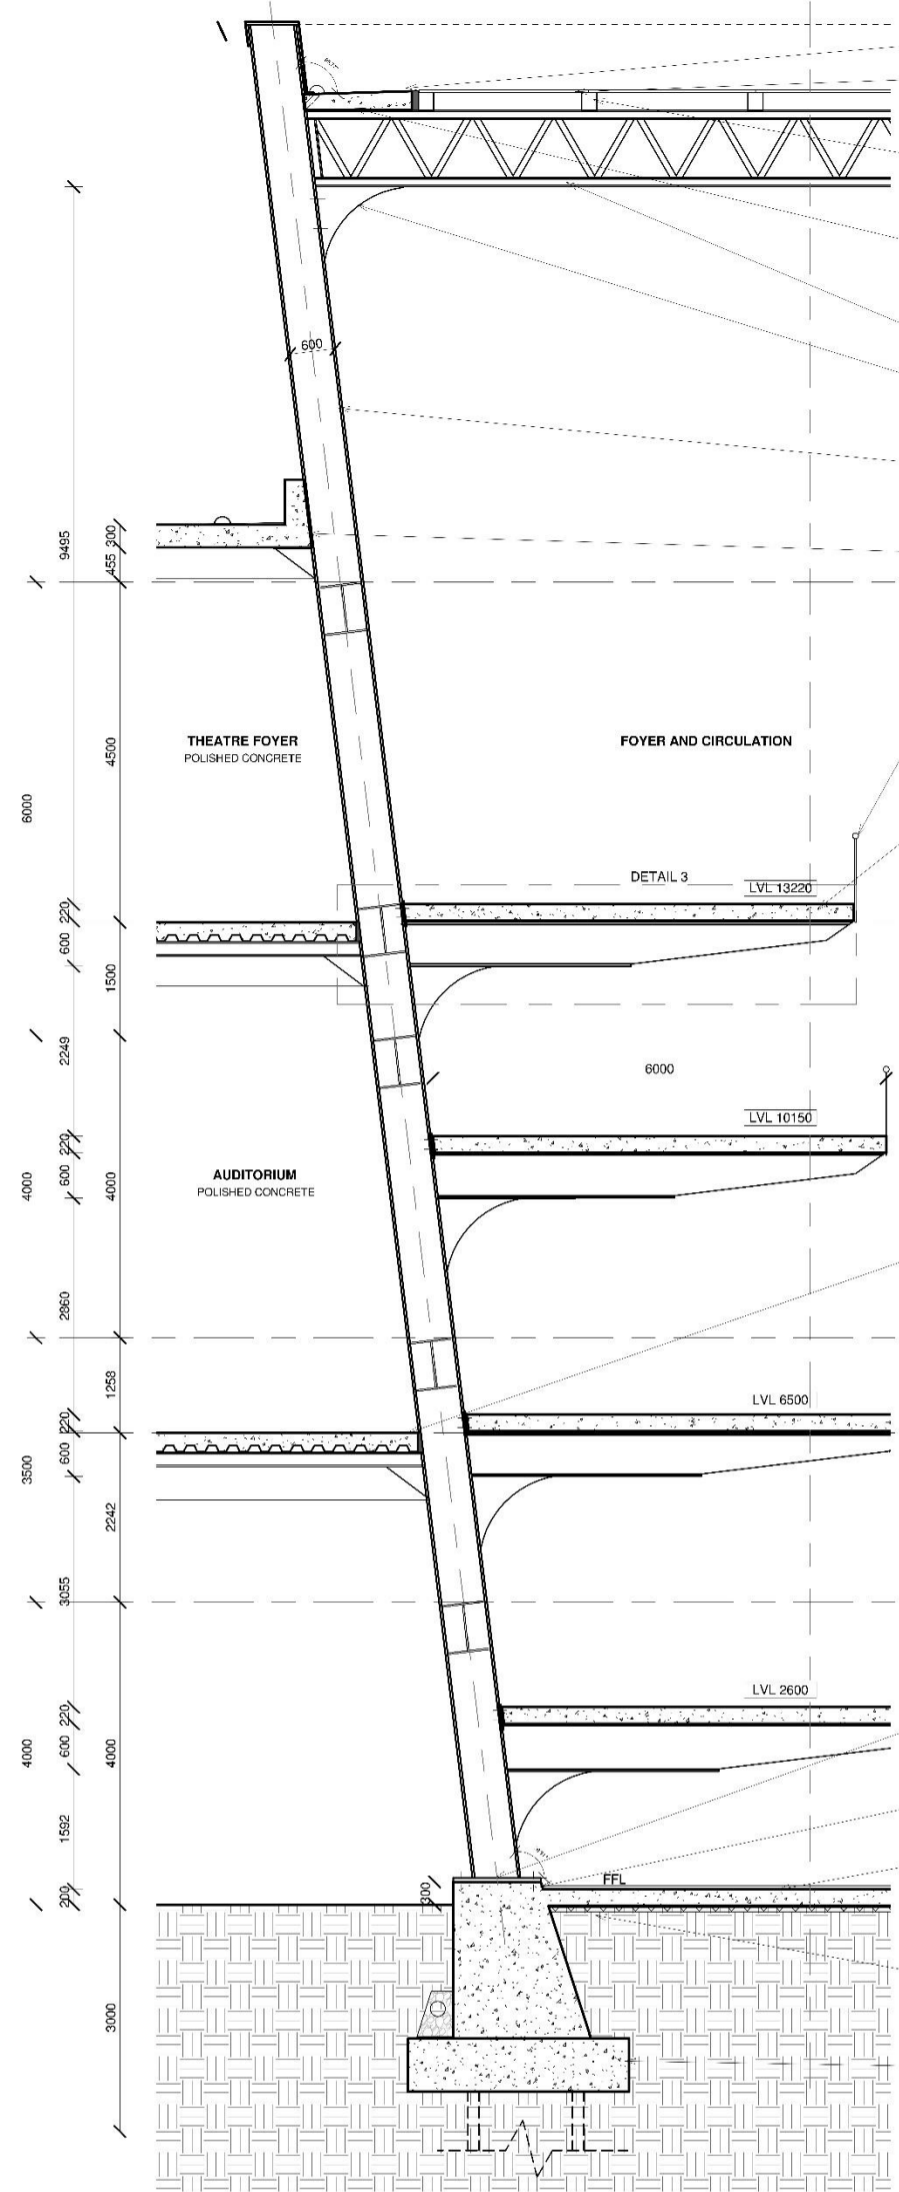 600
9495
300
455
THEATRE FOYER
POLISHED CONCRETE
FOYER AND CIRCULATION
4500
6000
DETAIL 3
LVL 13220
220
600
1500
2249
6000
LVL 10150
220
600
4000
4000
AUDITORIUM
POLISHED CONCRETE
2860
1258
LVL 6500
220
600
3500
2242
3055
LVL 2600
220
600
4000
4000
1592
FFL
300
200
3000